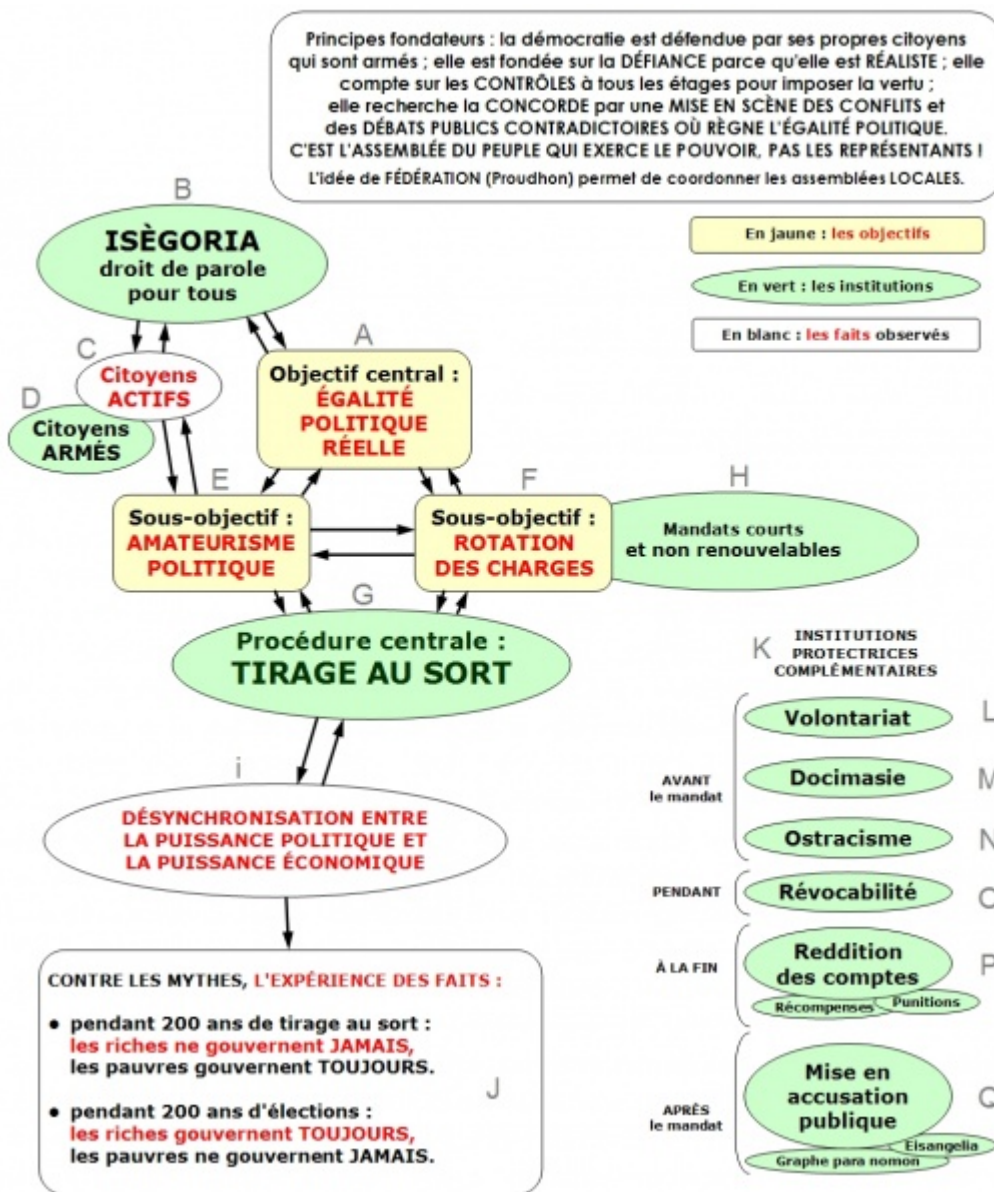 Principes fondateurs : la démocratie est défendue par ses propres citoyens
qui sont armés ; elle est fondée sur la DÉFIANCE parce qu'elle est RÉALISTE ; elle
compte sur les CONTRÔLES à tous les étages pour imposer la vertu ;
elle recherche la CONCORDE par une MISE EN SCÈNE DES CONFLITS et
des DÉBATS PUBLICS CONTRADICTOIRES OÙ RÈGNE L'ÉGALITÉ POLITIQUE.
C'EST L'ASSEMBLÉE DU PEUPLE QUI EXERCE LE POUVOIR, PAS LES REPRÉSENTANTS !
L'idée de FÉDÉRATION (Proudhon) permet de coordonner les assemblées LOCALES.
En jaune : les objectifs
En vert : les institutions
En blanc : les faits observés
B
ISÈGORIA
droit de parole
pour tous
C
Citoyens
ACTIFS
D
Citoyens
ARMÉS
A
Objectif central :
ÉGALITÉ
POLITIQUE
RÉELLE
E
Sous-objectif :
AMATEURISME
POLITIQUE
F
Sous-objectif :
ROTATION
DES CHARGES
H
Mandats courts
et non renouvelables
G
Procédure centrale :
TIRAGE AU SORT
i
DÉSYNCHRONISATION ENTRE
LA PUISSANCE POLITIQUE ET
LA PUISSANCE ÉCONOMIQUE
CONTRE LES MYTHES, L'EXPÉRIENCE DES FAITS :
• pendant 200 ans de tirage au sort :
les riches ne gouvernent JAMAIS,
les pauvres gouvernent TOUJOURS.
• pendant 200 ans d'élections :
les riches gouvernent TOUJOURS,
les pauvres ne gouvernent JAMAIS.
J
K
INSTITUTIONS
PROTECTRICES
COMPLÉMENTAIRES
AVANT
le mandat
Volontariat
L
Docimasie
M
Ostracisme
N
PENDANT
Révocabilité
O
À LA FIN
Reddition
des comptes
P
Récompenses
Punitions
APRÈS
le mandat
Mise en
accusation
publique
Q
Eisangelia
Graphe para nomon